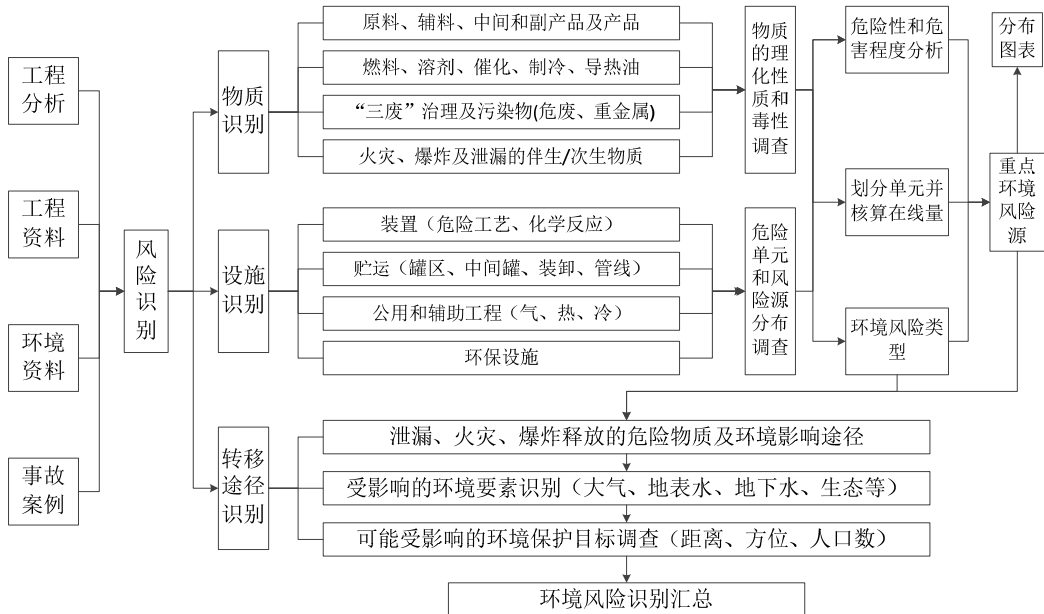 工程
分析
工程
资料
环境
资料
事故
案例
风
险
识
别
物质
识别
设施
识别
转移
途径
识别
原料、辅料、中间和副产品及产品
燃料、溶剂、催化、制冷、导热油
“三废”治理及污染物(危废、重金属)
火灾、爆炸及泄漏的伴生/次生物质
装置（危险工艺、化学反应）
贮运（罐区、中间罐、装卸、管线）
公用和辅助工程（气、热、冷）
环保设施
物质
的理
化性
质和
毒性
调查
危险
单元
和风
险源
分布
调查
危险性和危
害程度分析
划分单元并
核算在线量
环境风险类
型
分布
图表
重点
环境
风险
源
泄漏、火灾、爆炸释放的危险物质及环境影响途径
受影响的环境要素识别（大气、地表水、地下水、生态等）
可能受影响的环境保护目标调查（距离、方位、人口数）
环境风险识别汇总